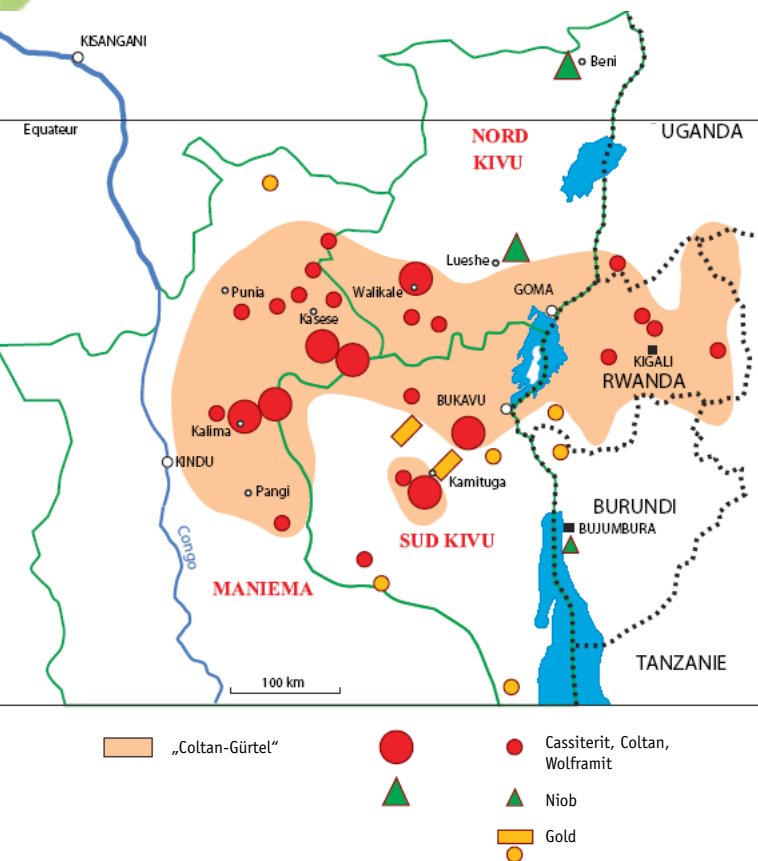 KISANGANI
Beni
Equateur
UGANDA
NORD
KIVU
Lueshe
Punia
Walikale
GOMA
Kasese
KIGALI
RWANDA
BUKAVU
Kalima
KINDU
Kamituga
Pangi
BURUNDI
BUJUMBURA
Congo
SUD KIVU
MANIEMA
TANZANIE
100 km
„Coltan-Gürtel“
Cassiterit, Coltan,
Wolframit
Niob
Gold